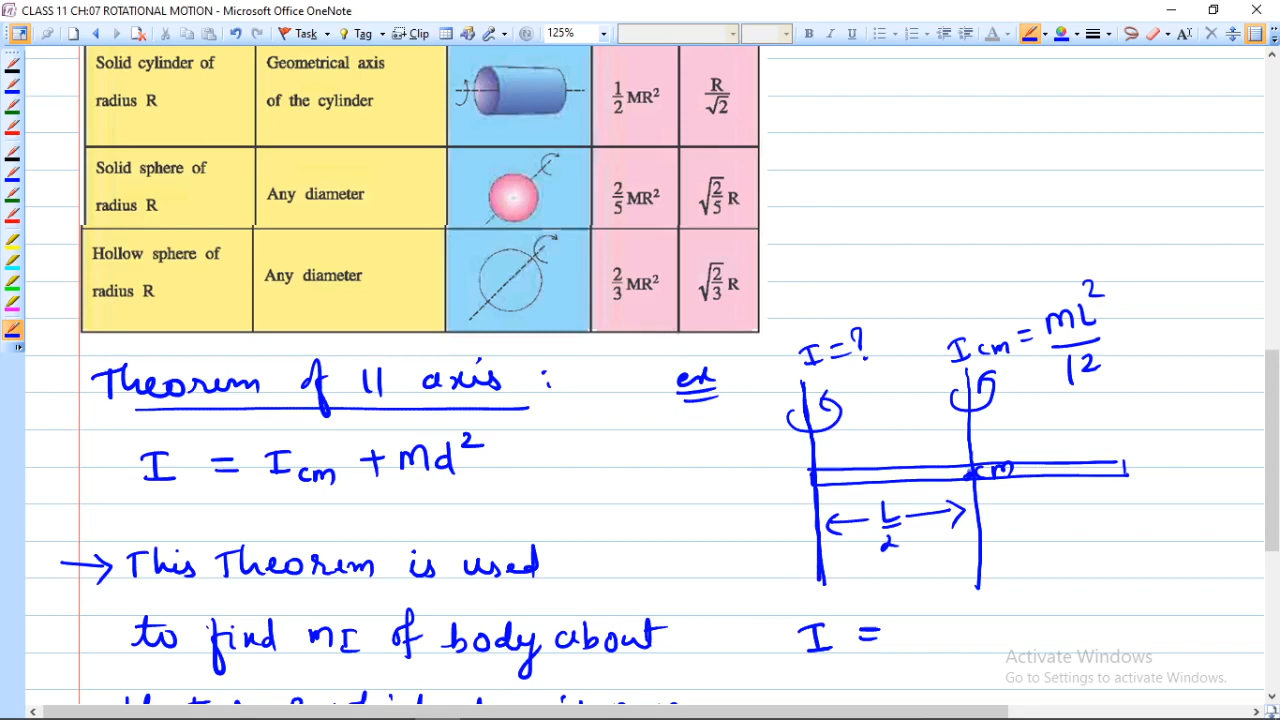 CLASS 11 CH:07 ROTATIONAL MOTION - Microsoft Office OneNote
Task Tag Clip 125% B I U
Solid cylinder of radius R
Geometrical axis of the cylinder
1/2 MR²
R/√2
Solid sphere of radius R
Any diameter
2/5 MR²
√2/5 R
Hollow sphere of radius R
Any diameter
2/3 MR²
√2/3 R
Theorem of || axis :
I = Icm + Md²
→ This Theorem is used
to find MI of body about
ex
I = ?
Icm = ML²/12
cm
L/2
I =
Activate Windows
Go to Settings to activate Windows.